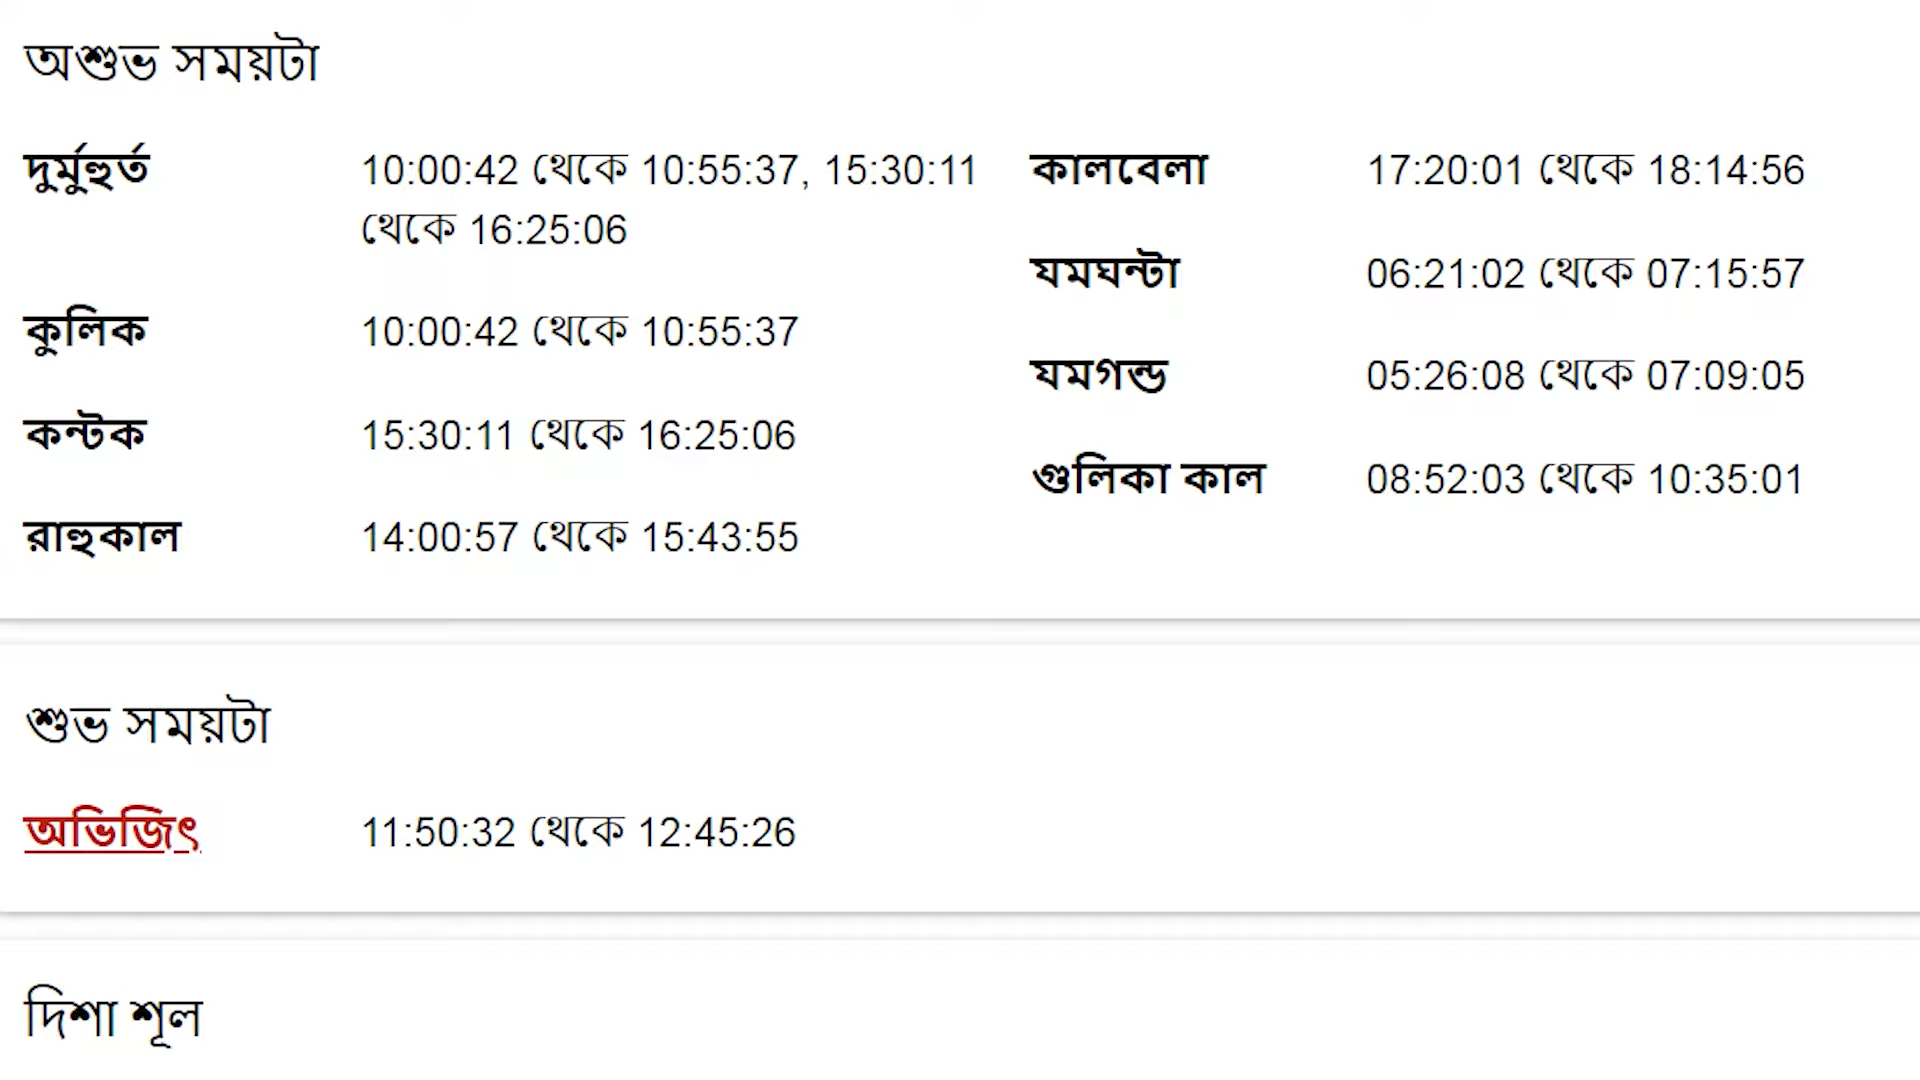 অশুভ সময়টা
দুর্মুহুর্ত 10:00:42 থেকে 10:55:37, 15:30:11
থেকে 16:25:06
কুলিক 10:00:42 থেকে 10:55:37
কন্টক 15:30:11 থেকে 16:25:06
রাহুকাল 14:00:57 থেকে 15:43:55
কালবেলা 17:20:01 থেকে 18:14:56
যমঘন্টা 06:21:02 থেকে 07:15:57
যমগন্ড 05:26:08 থেকে 07:09:05
গুলিকা কাল 08:52:03 থেকে 10:35:01
শুভ সময়টা
অভিজিৎ 11:50:32 থেকে 12:45:26
দিশা শূল